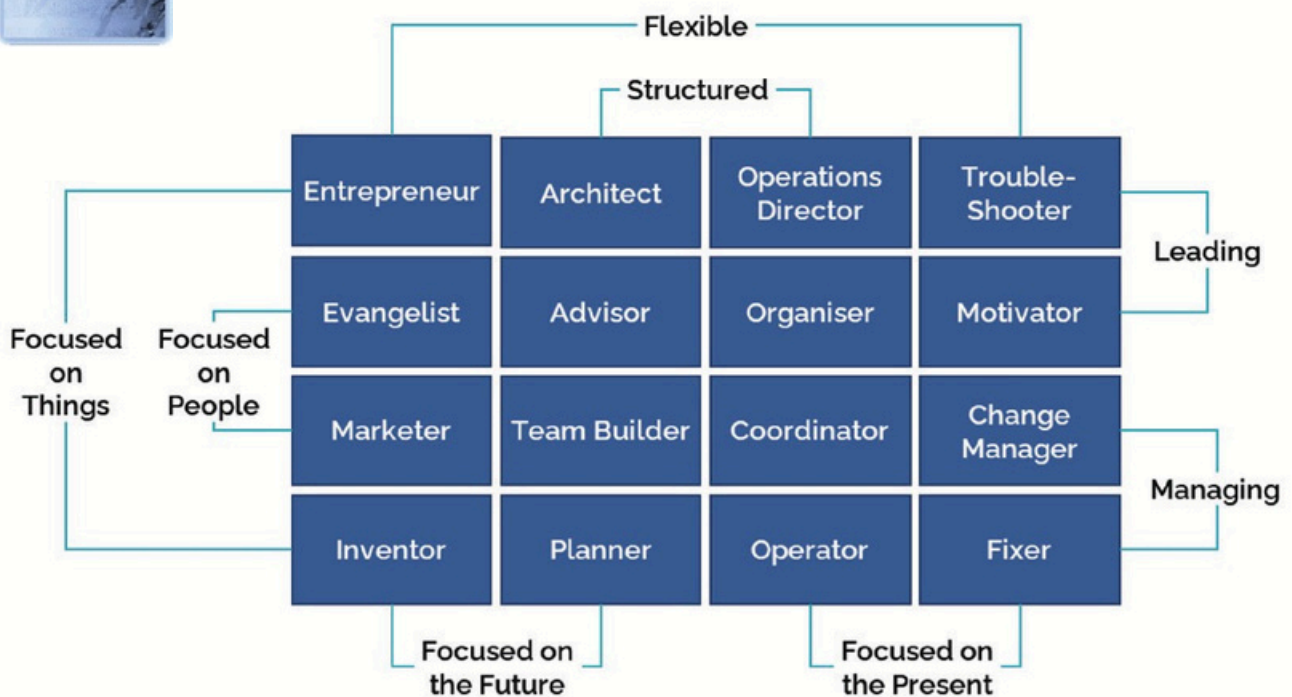 Flexible
Structured
Entrepreneur
Architect
Operations
Director
Trouble-
Shooter
Leading
Evangelist
Advisor
Organiser
Motivator
Focused
on
Things
Focused
on
People
Marketer
Team Builder
Coordinator
Change
Manager
Managing
Inventor
Planner
Operator
Fixer
Focused on
the Future
Focused on
the Present